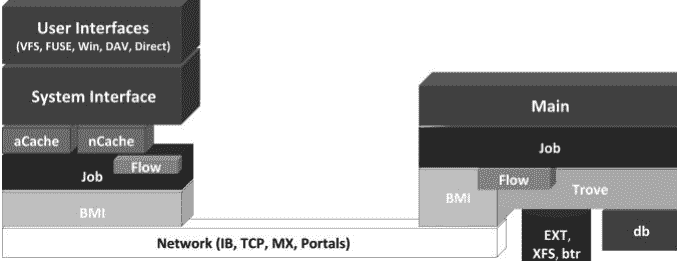 User Interfaces
(VFS, FUSE, Win, DAV, Direct)
System Interface
aCache
nCache
Flow
Job
BMI
Network (IB, TCP, MX, Portals)
Main
Job
Flow
BMI
Trove
EXT,
XFS, btr
db